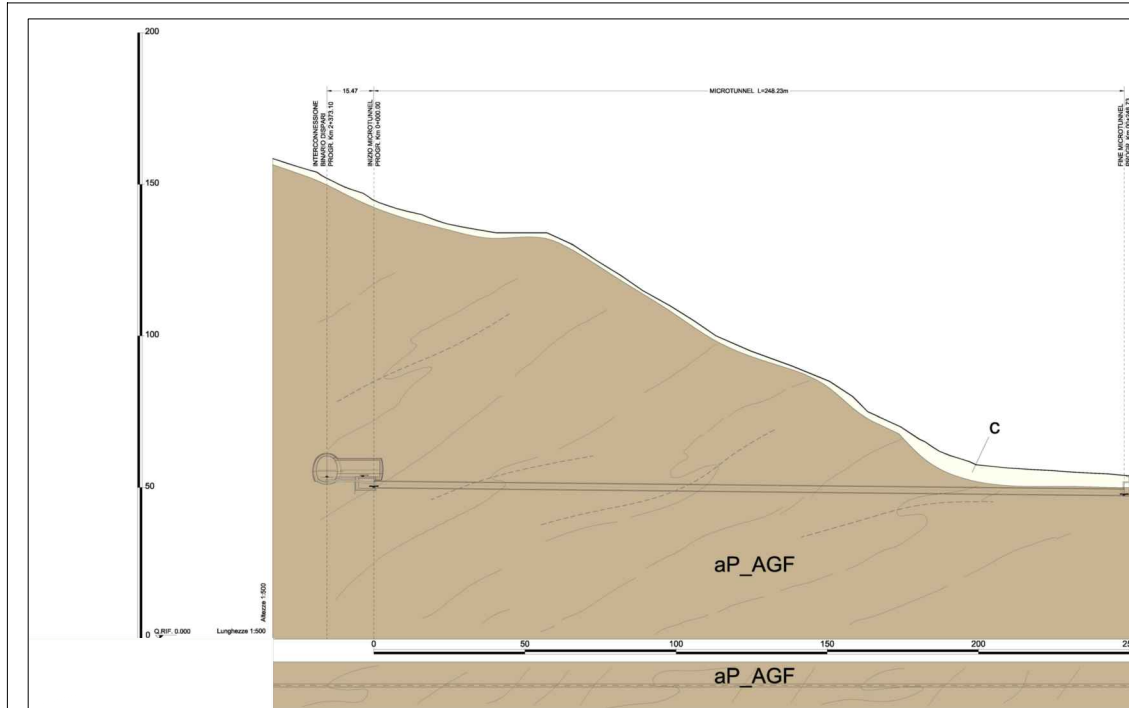 200
15.47
MICROTUNNEL L=248.23m
INTERCONNESSIONE
BINARIO DISPARI
PROGR. Km 2+373.10
INIZIO MICROTUNNEL
PROGR. Km 0+000.00
FINE MICROTUNNEL
150
100
C
50
aP_AGF
Altezze 1:500
0
Q.RIF. 0.000
Lunghezze 1:500
0
50
100
150
200
aP_AGF